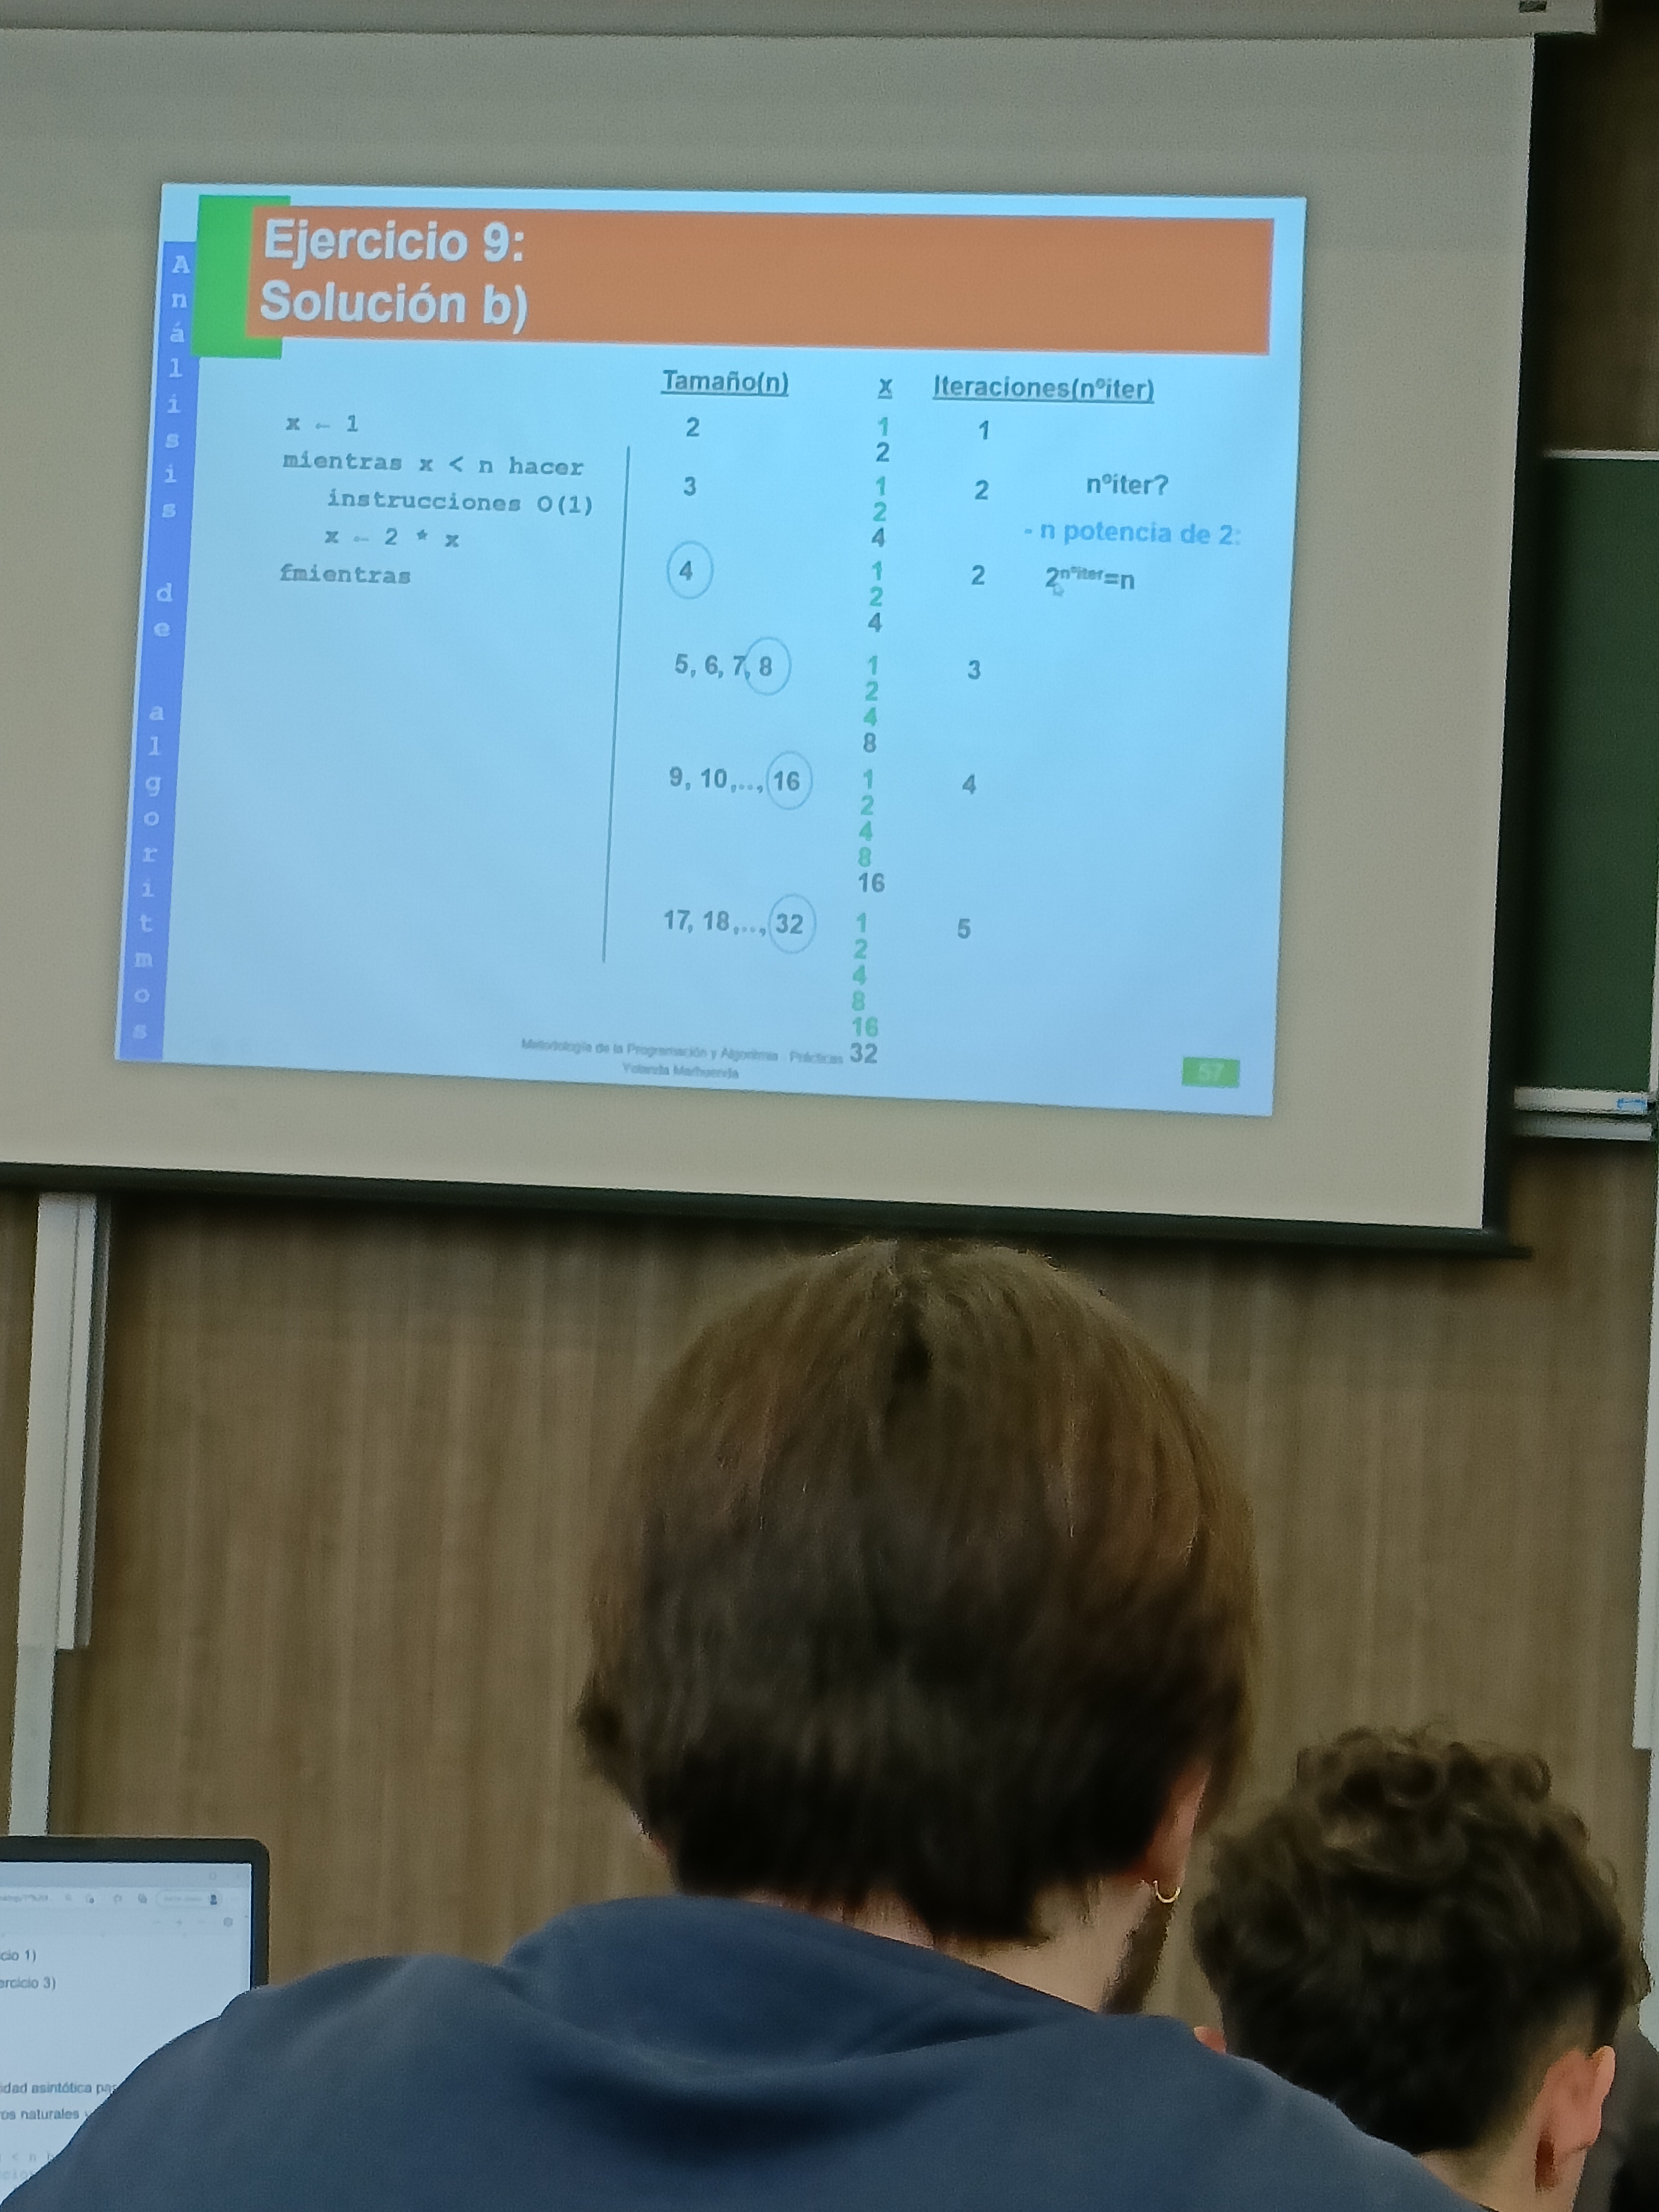 Ejercicio 9:
Solución b)
Análisis de algoritmos
x ← 1
mientras x < n hacer
instrucciones O(1)
x ← 2 * x
fmientras
Tamaño(n) x Iteraciones(nºiter)
2 1 1
2
3 1 2
2
4
4 1 2
2
4
5, 6, 7, 8 1 3
2
4
8
9, 10,..., 16 1 4
2
4
8
16
17, 18,..., 32 1 5
2
4
8
16
32
nºiter?
- n potencia de 2:
2^nºiter=n
Metodología de la Programación y Algoritmia - Prácticas
Yolanda Marhuenda
57
cio 1)
ercicio 3)
idad asintótica
os naturales
< n